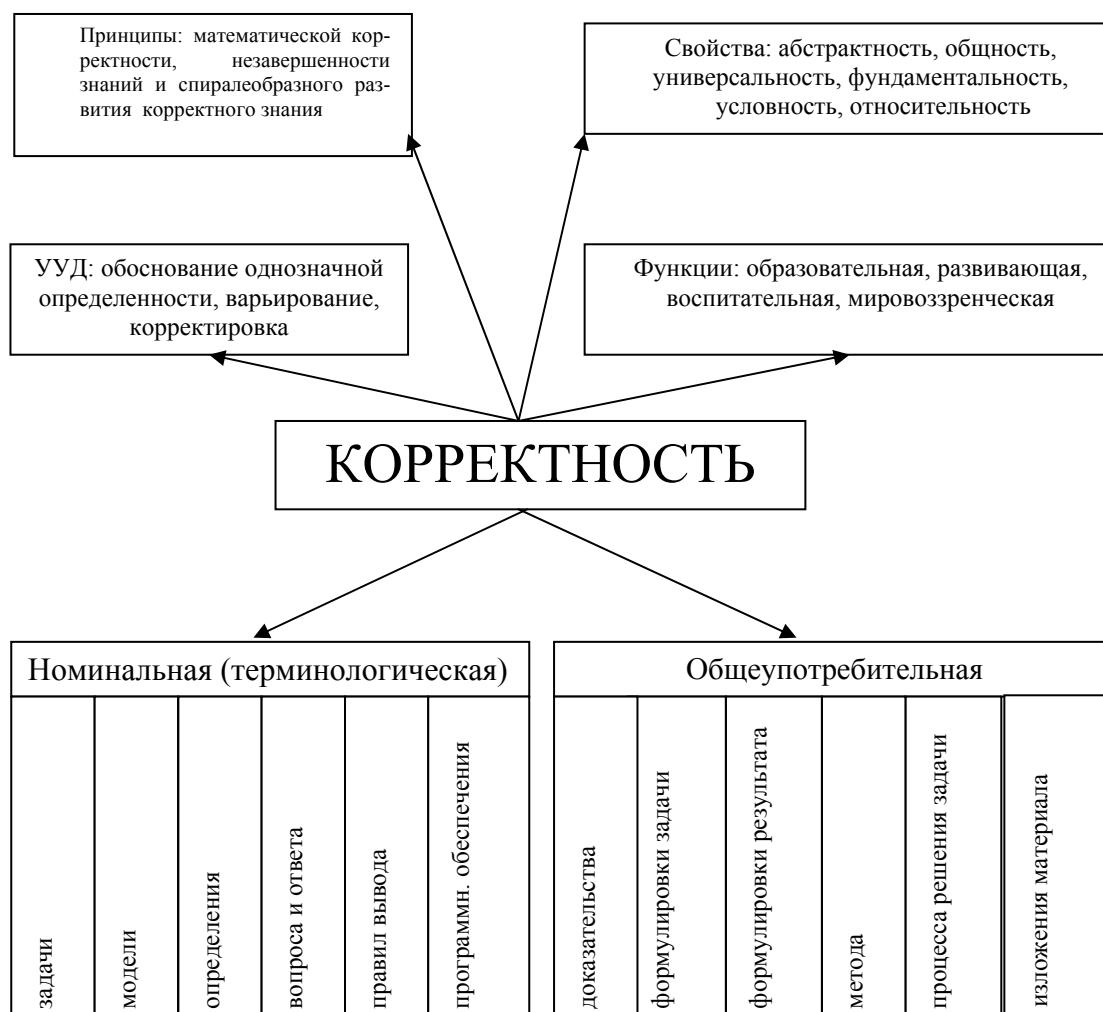 Принципы: математической кор-
ректности, незавершенности
знаний и спиралеобразного раз-
вития корректного знания
Свойства: абстрактность, общность,
универсальность, фундаментальность,
условность, относительность
УУД: обоснование однозначной
определенности, варьирование,
корректировка
Функции: образовательная, развивающая,
воспитательная, мировоззренческая
КОРРЕКТНОСТЬ
Номинальная (терминологическая)
задачи
модели
определения
вопроса и ответа
правил вывода
программн. обеспечения
Общеупотребительная
доказательства
формулировки задачи
формулировки результата
метода
процесса решения задачи
изложения материала